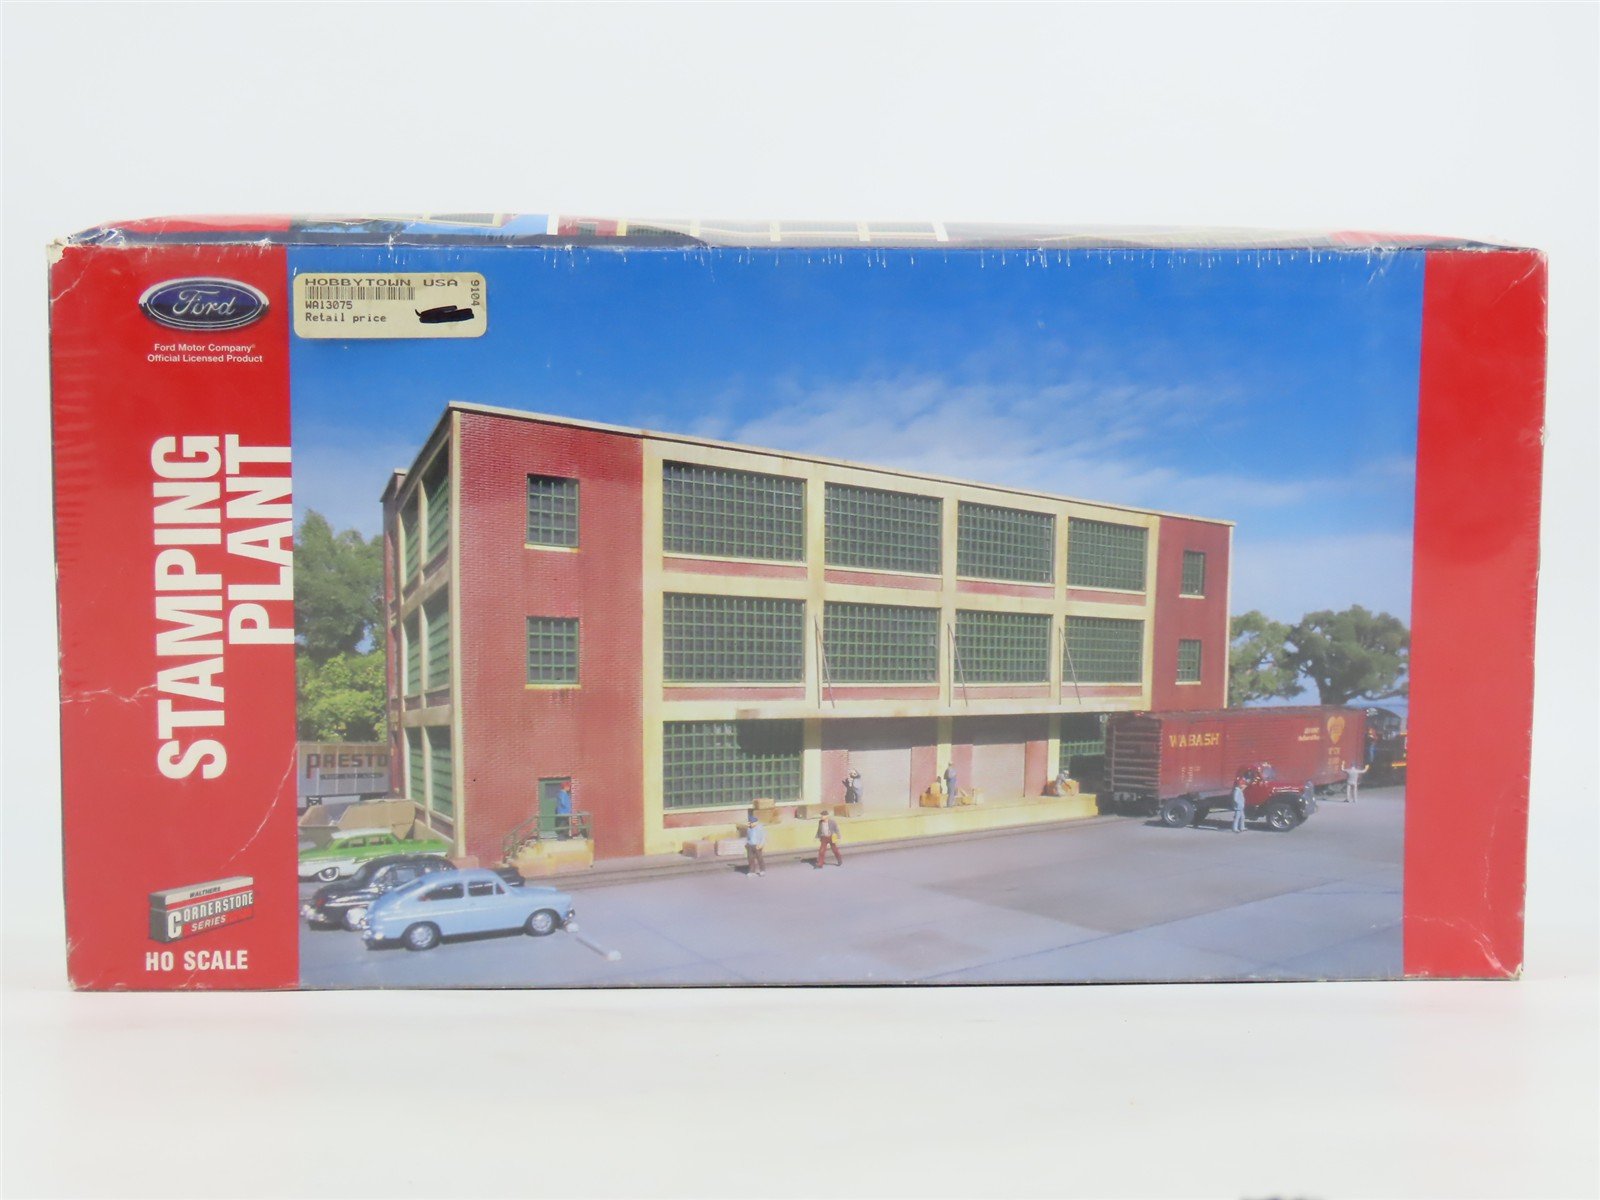 Ford
Ford Motor Company®
Official Licensed Product
HOBBYTOWN USA
9104
WA13075
Retail price
STAMPING
PLANT
PRESTO
WABASH
WALTHERS
CORNERSTONE
SERIES
HO SCALE